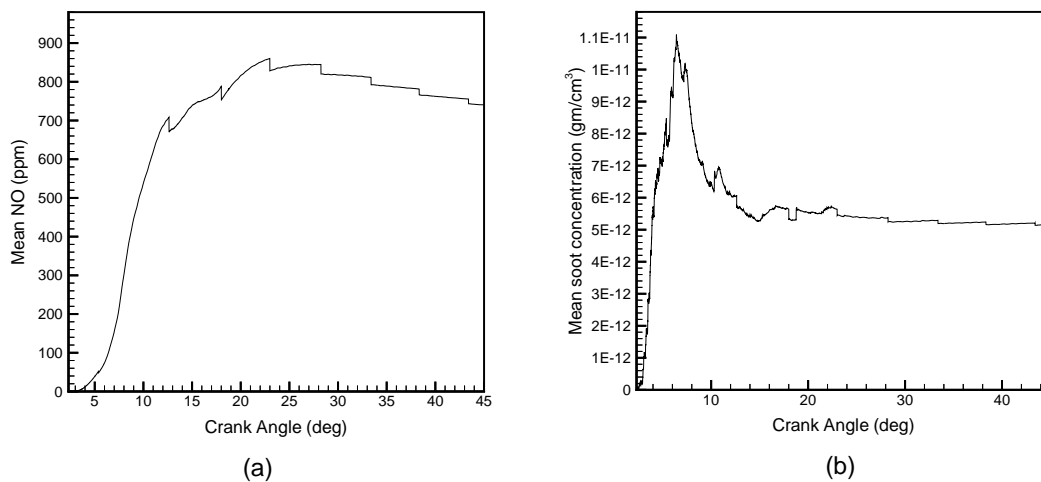 900
800
700
600
500
400
300
200
100
0
Mean NO (ppm)
5 10 15 20 25 30 35 40 45
Crank Angle (deg)
(a)
1.1E-11
1E-11
9E-12
8E-12
7E-12
6E-12
5E-12
4E-12
3E-12
2E-12
1E-12
0
Mean soot concentration (gm/cm³)
10 20 30 40
Crank Angle (deg)
(b)